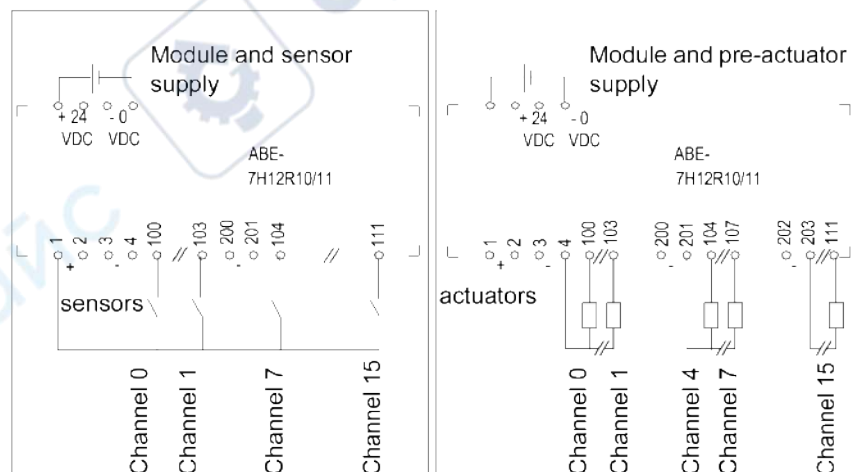 Module and sensor
supply
+ 24 - 0
VDC VDC
ABE-
7H12R10/11
1 2 3 4 100 103 200 201 104 111
+ - -
sensors
Channel 0
Channel 1
Channel 7
Channel 15
Module and pre-actuator
supply
+ 24 - 0
VDC VDC
ABE-
7H12R10/11
1 2 3 4 100 103 200 201 104 107 202 203 111
+ - - -
actuators
Channel 0
Channel 1
Channel 4
Channel 7
Channel 15